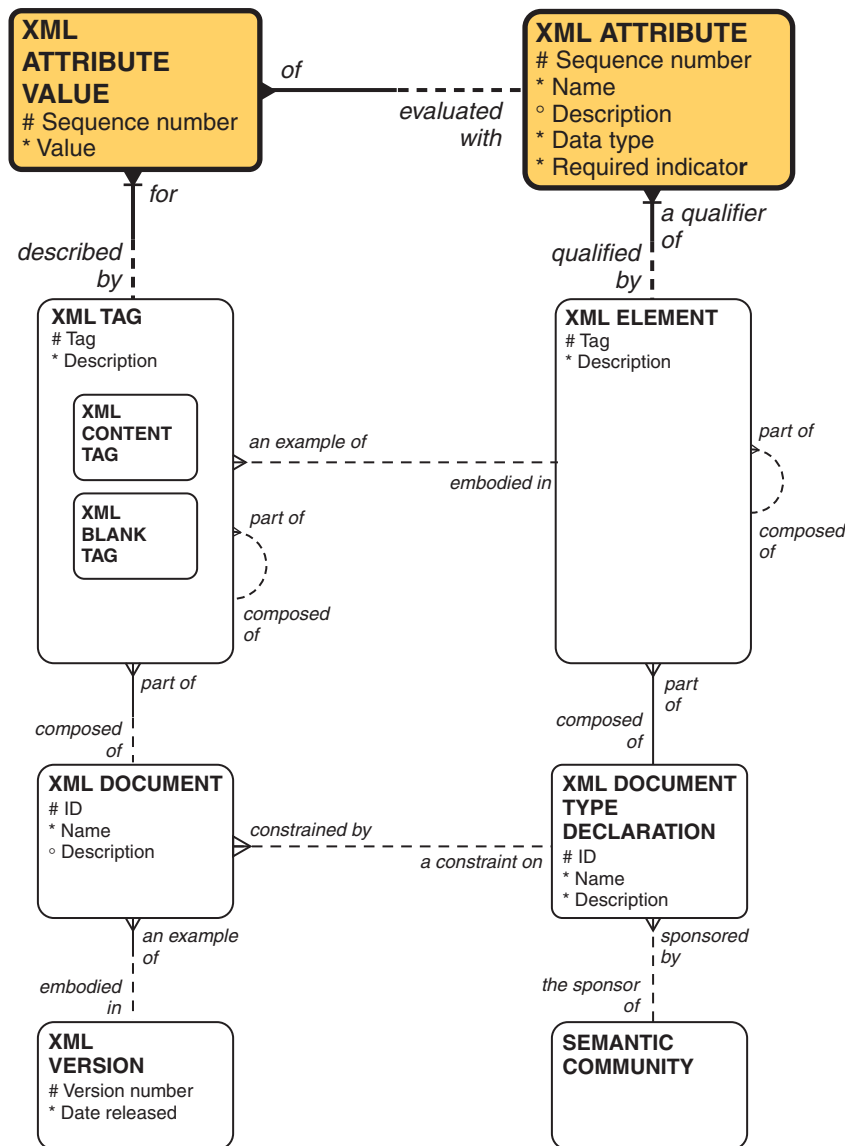 XML
ATTRIBUTE
VALUE
# Sequence number
* Value
of
evaluated
with
XML ATTRIBUTE
# Sequence number
* Name
° Description
* Data type
* Required indicator
for
described
by
a qualifier
of
qualified
by
XML TAG
# Tag
* Description
XML
CONTENT
TAG
XML
BLANK
TAG
an example of
embodied in
part of
composed
of
XML ELEMENT
# Tag
* Description
part of
composed
of
part of
composed
of
part
of
composed
of
XML DOCUMENT
# ID
* Name
° Description
constrained by
a constraint on
XML DOCUMENT
TYPE
DECLARATION
# ID
* Name
* Description
an example
of
embodied
in
sponsored
by
the sponsor
of
XML
VERSION
# Version number
* Date released
SEMANTIC
COMMUNITY